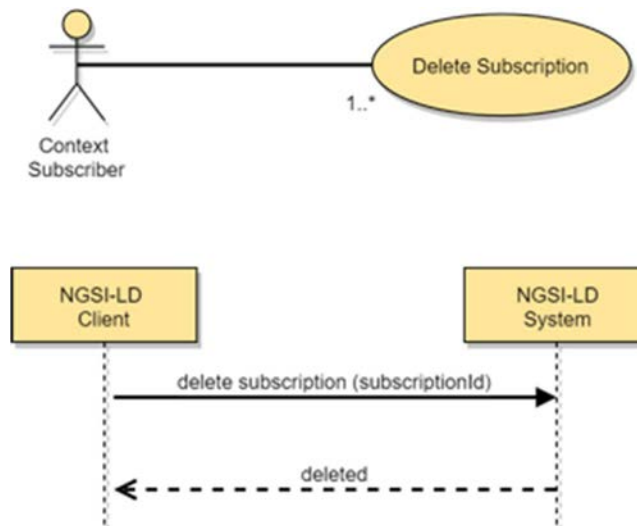 Delete Subscription
1..*
Context
Subscriber
NGSI-LD
Client
NGSI-LD
System
delete subscription (subscriptionId)
deleted